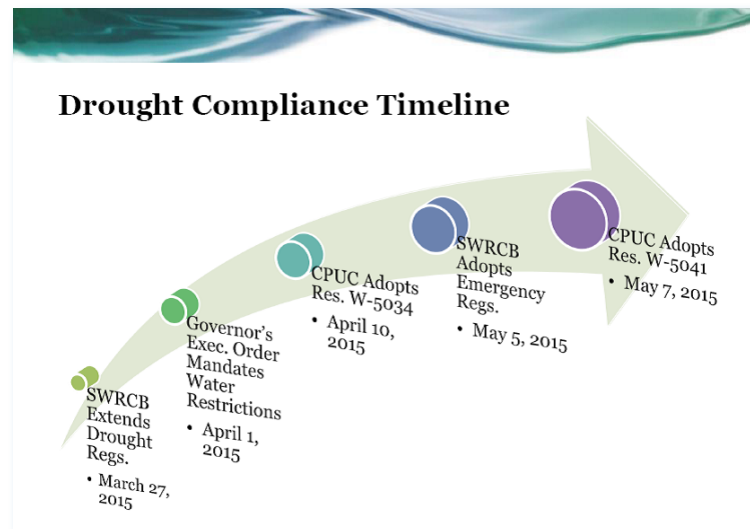 Drought Compliance Timeline
SWRCB
Extends
Drought
Regs.
• March 27,
2015
Governor's
Exec. Order
Mandates
Water
Restrictions
• April 1,
2015
CPUC Adopts
Res. W-5034
• April 10,
2015
SWRCB
Adopts
Emergency
Regs.
• May 5, 2015
CPUC Adopts
Res. W-5041
• May 7, 2015